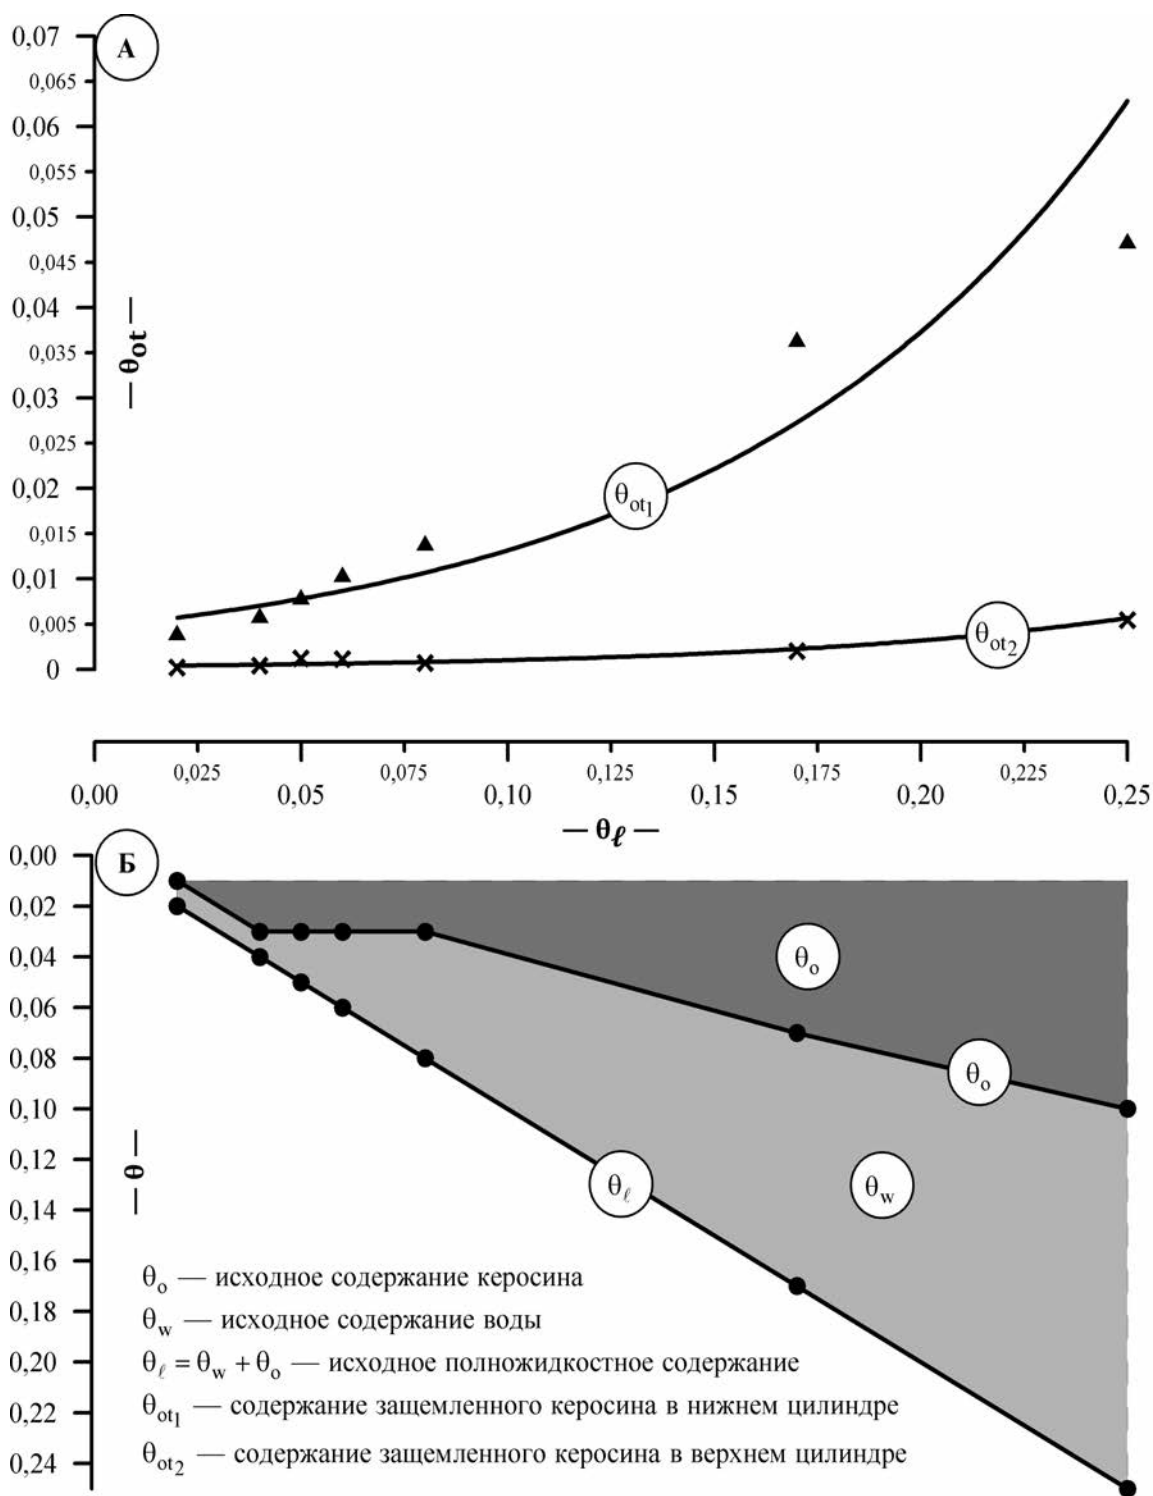 0,07
А
0,065
0,06
0,055
0,05
0,045
0,04
0,035
— θot —
0,03
0,025
0,02
θot1
0,015
0,01
0,005
θot2
0
0,025 0,075 0,125 0,175 0,225
0,00 0,05 0,10 0,15 0,20 0,25
— θℓ —
0,00
Б
0,02
0,04
θo
0,06
0,08
θo
0,10
0,12
— θ —
θℓ
θw
0,14
0,16
θo — исходное содержание керосина
0,18
θw — исходное содержание воды
0,20
θℓ = θw + θo — исходное полножидкостное содержание
0,22
θot1 — содержание защемленного керосина в нижнем цилиндре
0,24
θot2 — содержание защемленного керосина в верхнем цилиндре